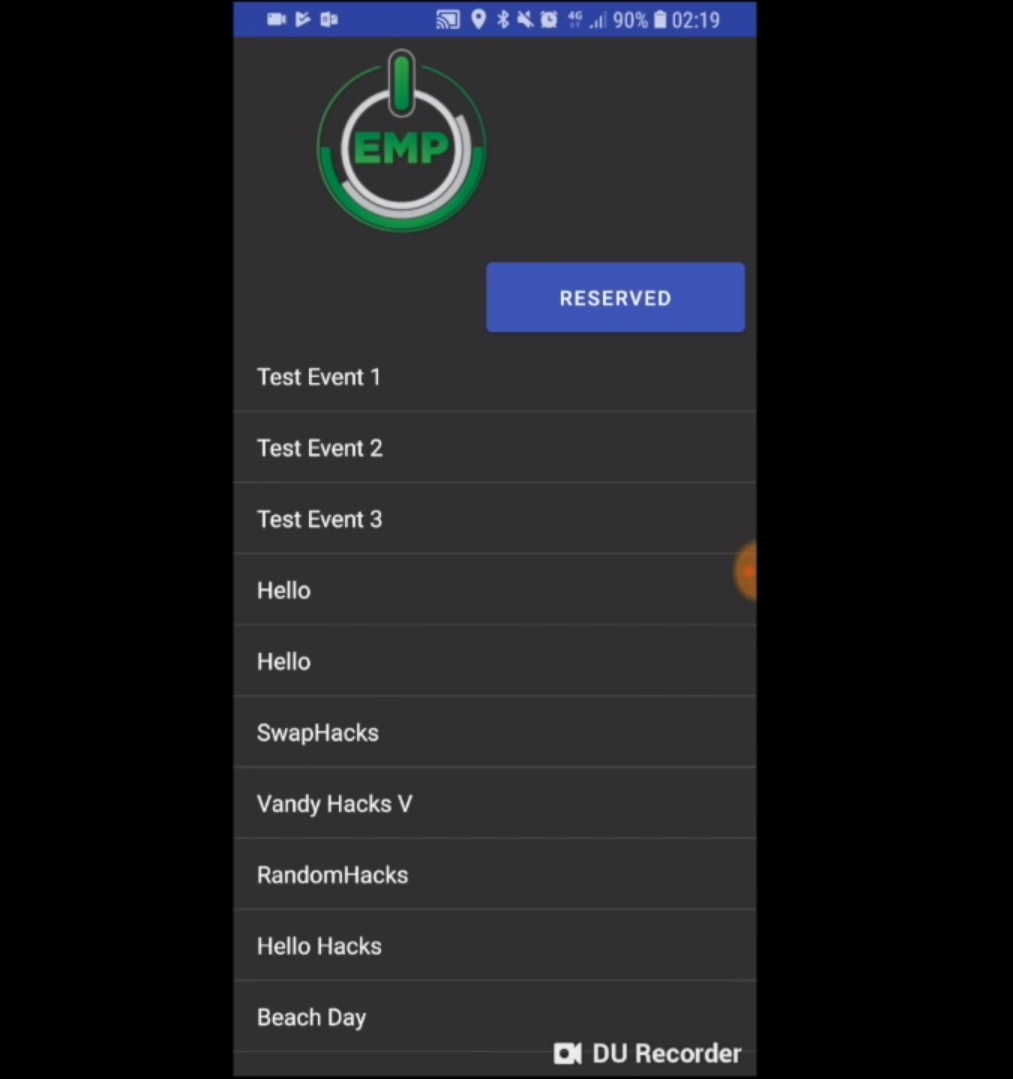 4G 90% 02:19
EMP
RESERVED
Test Event 1
Test Event 2
Test Event 3
Hello
Hello
SwapHacks
Vandy Hacks V
RandomHacks
Hello Hacks
Beach Day
DU Recorder